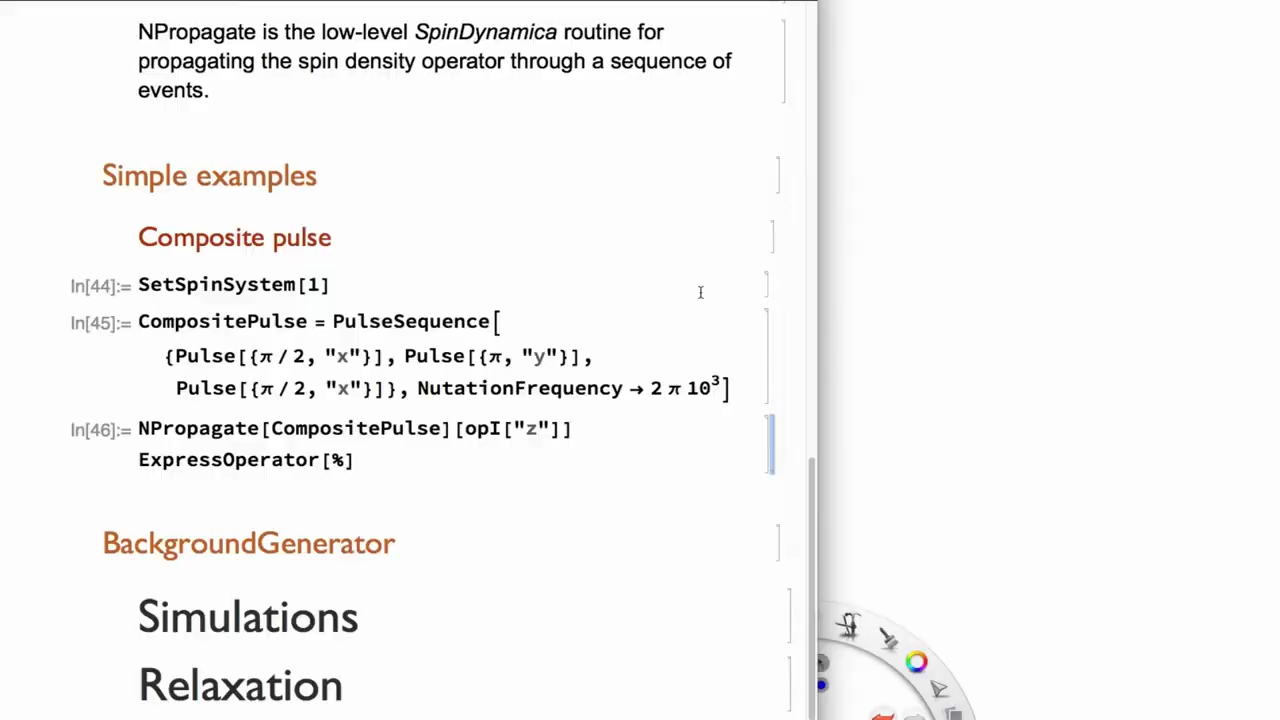 NPropagate is the low-level SpinDynamica routine for
propagating the spin density operator through a sequence of
events.
Simple examples
Composite pulse
In[44]:= SetSpinSystem[1]
In[45]:= CompositePulse = PulseSequence[
{Pulse[{π / 2, "x"}], Pulse[{π, "y"}],
Pulse[{π / 2, "x"}]}, NutationFrequency → 2 π 10³]
In[46]:= NPropagate[CompositePulse][opI["z"]]
ExpressOperator[%]
BackgroundGenerator
Simulations
Relaxation